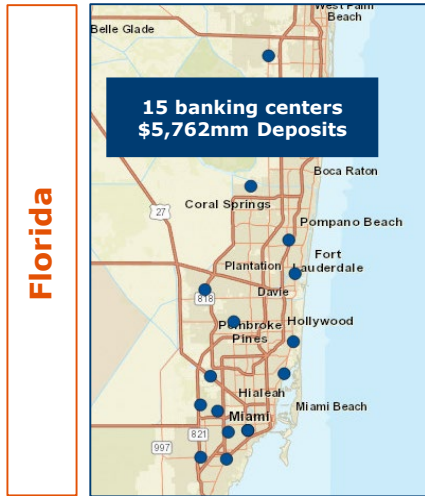 Florida
West Palm
Beach
Belle Glade
15 banking centers
$5,762mm Deposits
Boca Raton
Coral Springs
27
Pompano Beach
Fort
Lauderdale
Plantation
Davie
818
Pembroke
Pines
Hollywood
Hialeah
Miami Beach
Miami
821
997